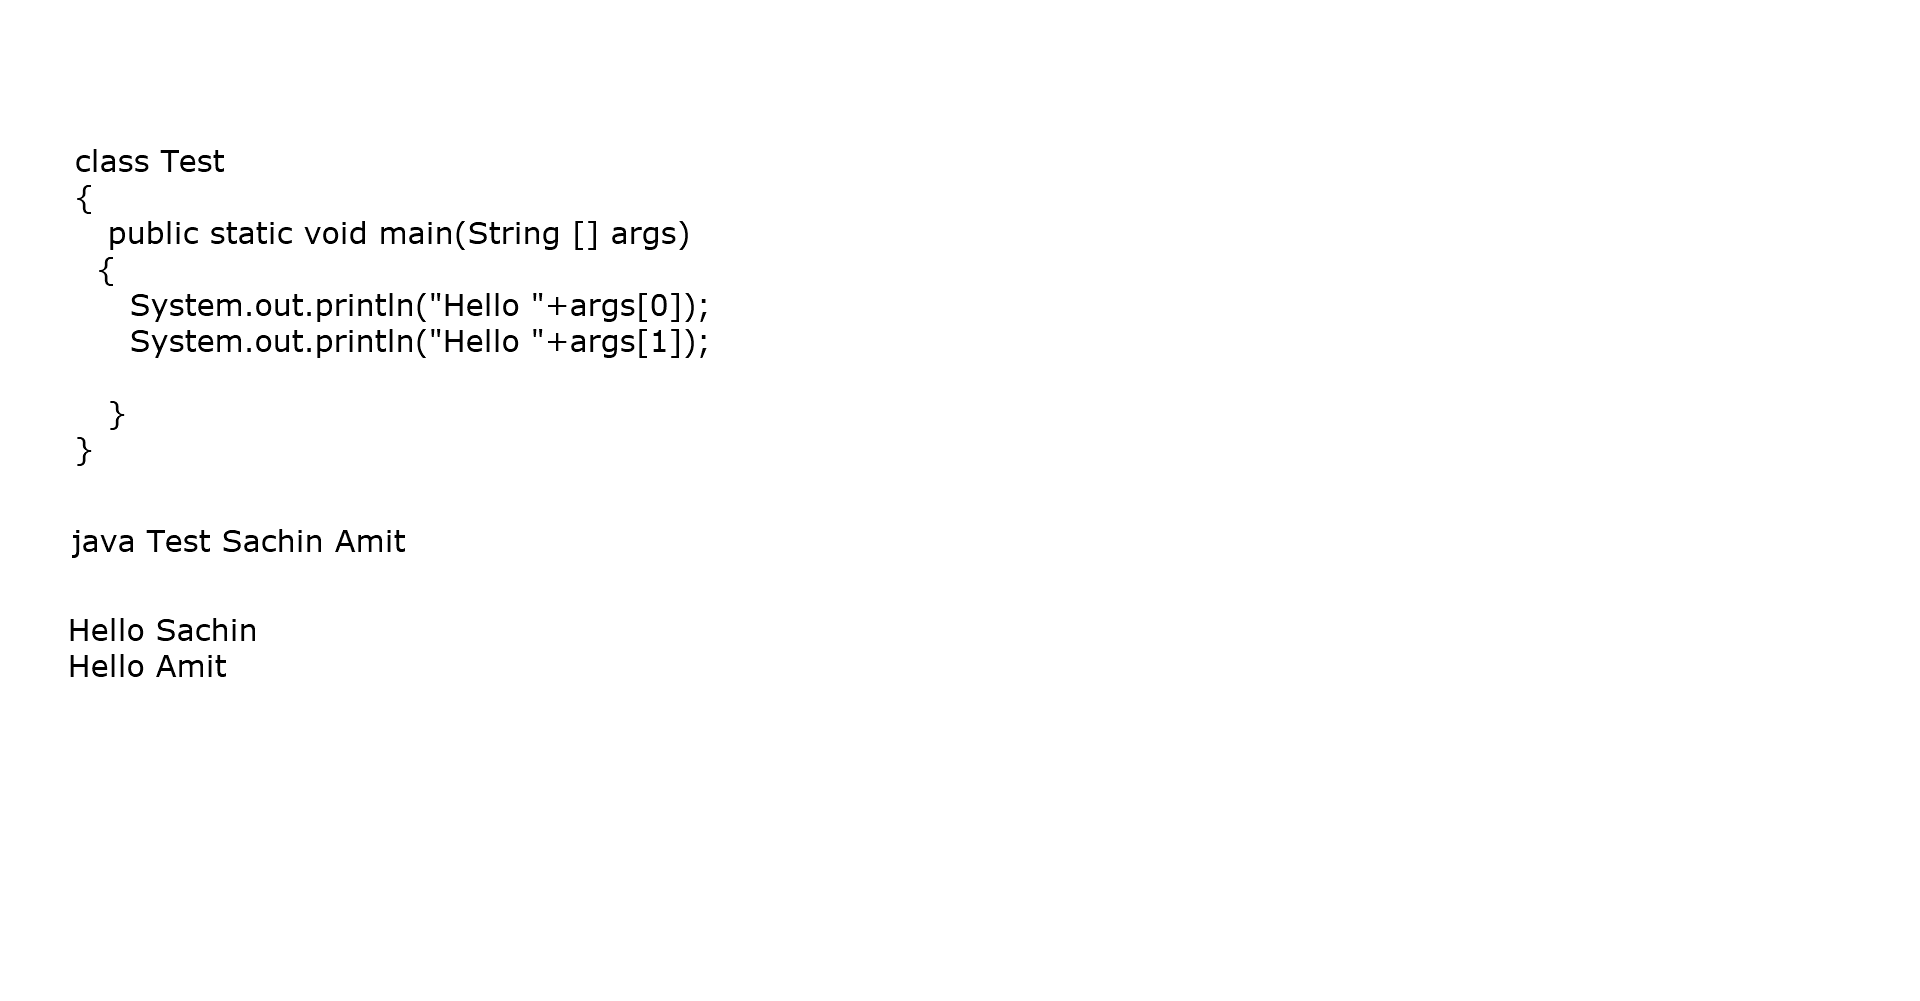 class Test
{
public static void main(String [] args)
{
System.out.println("Hello "+args[0]);
System.out.println("Hello "+args[1]);
}
}
java Test Sachin Amit
Hello Sachin
Hello Amit